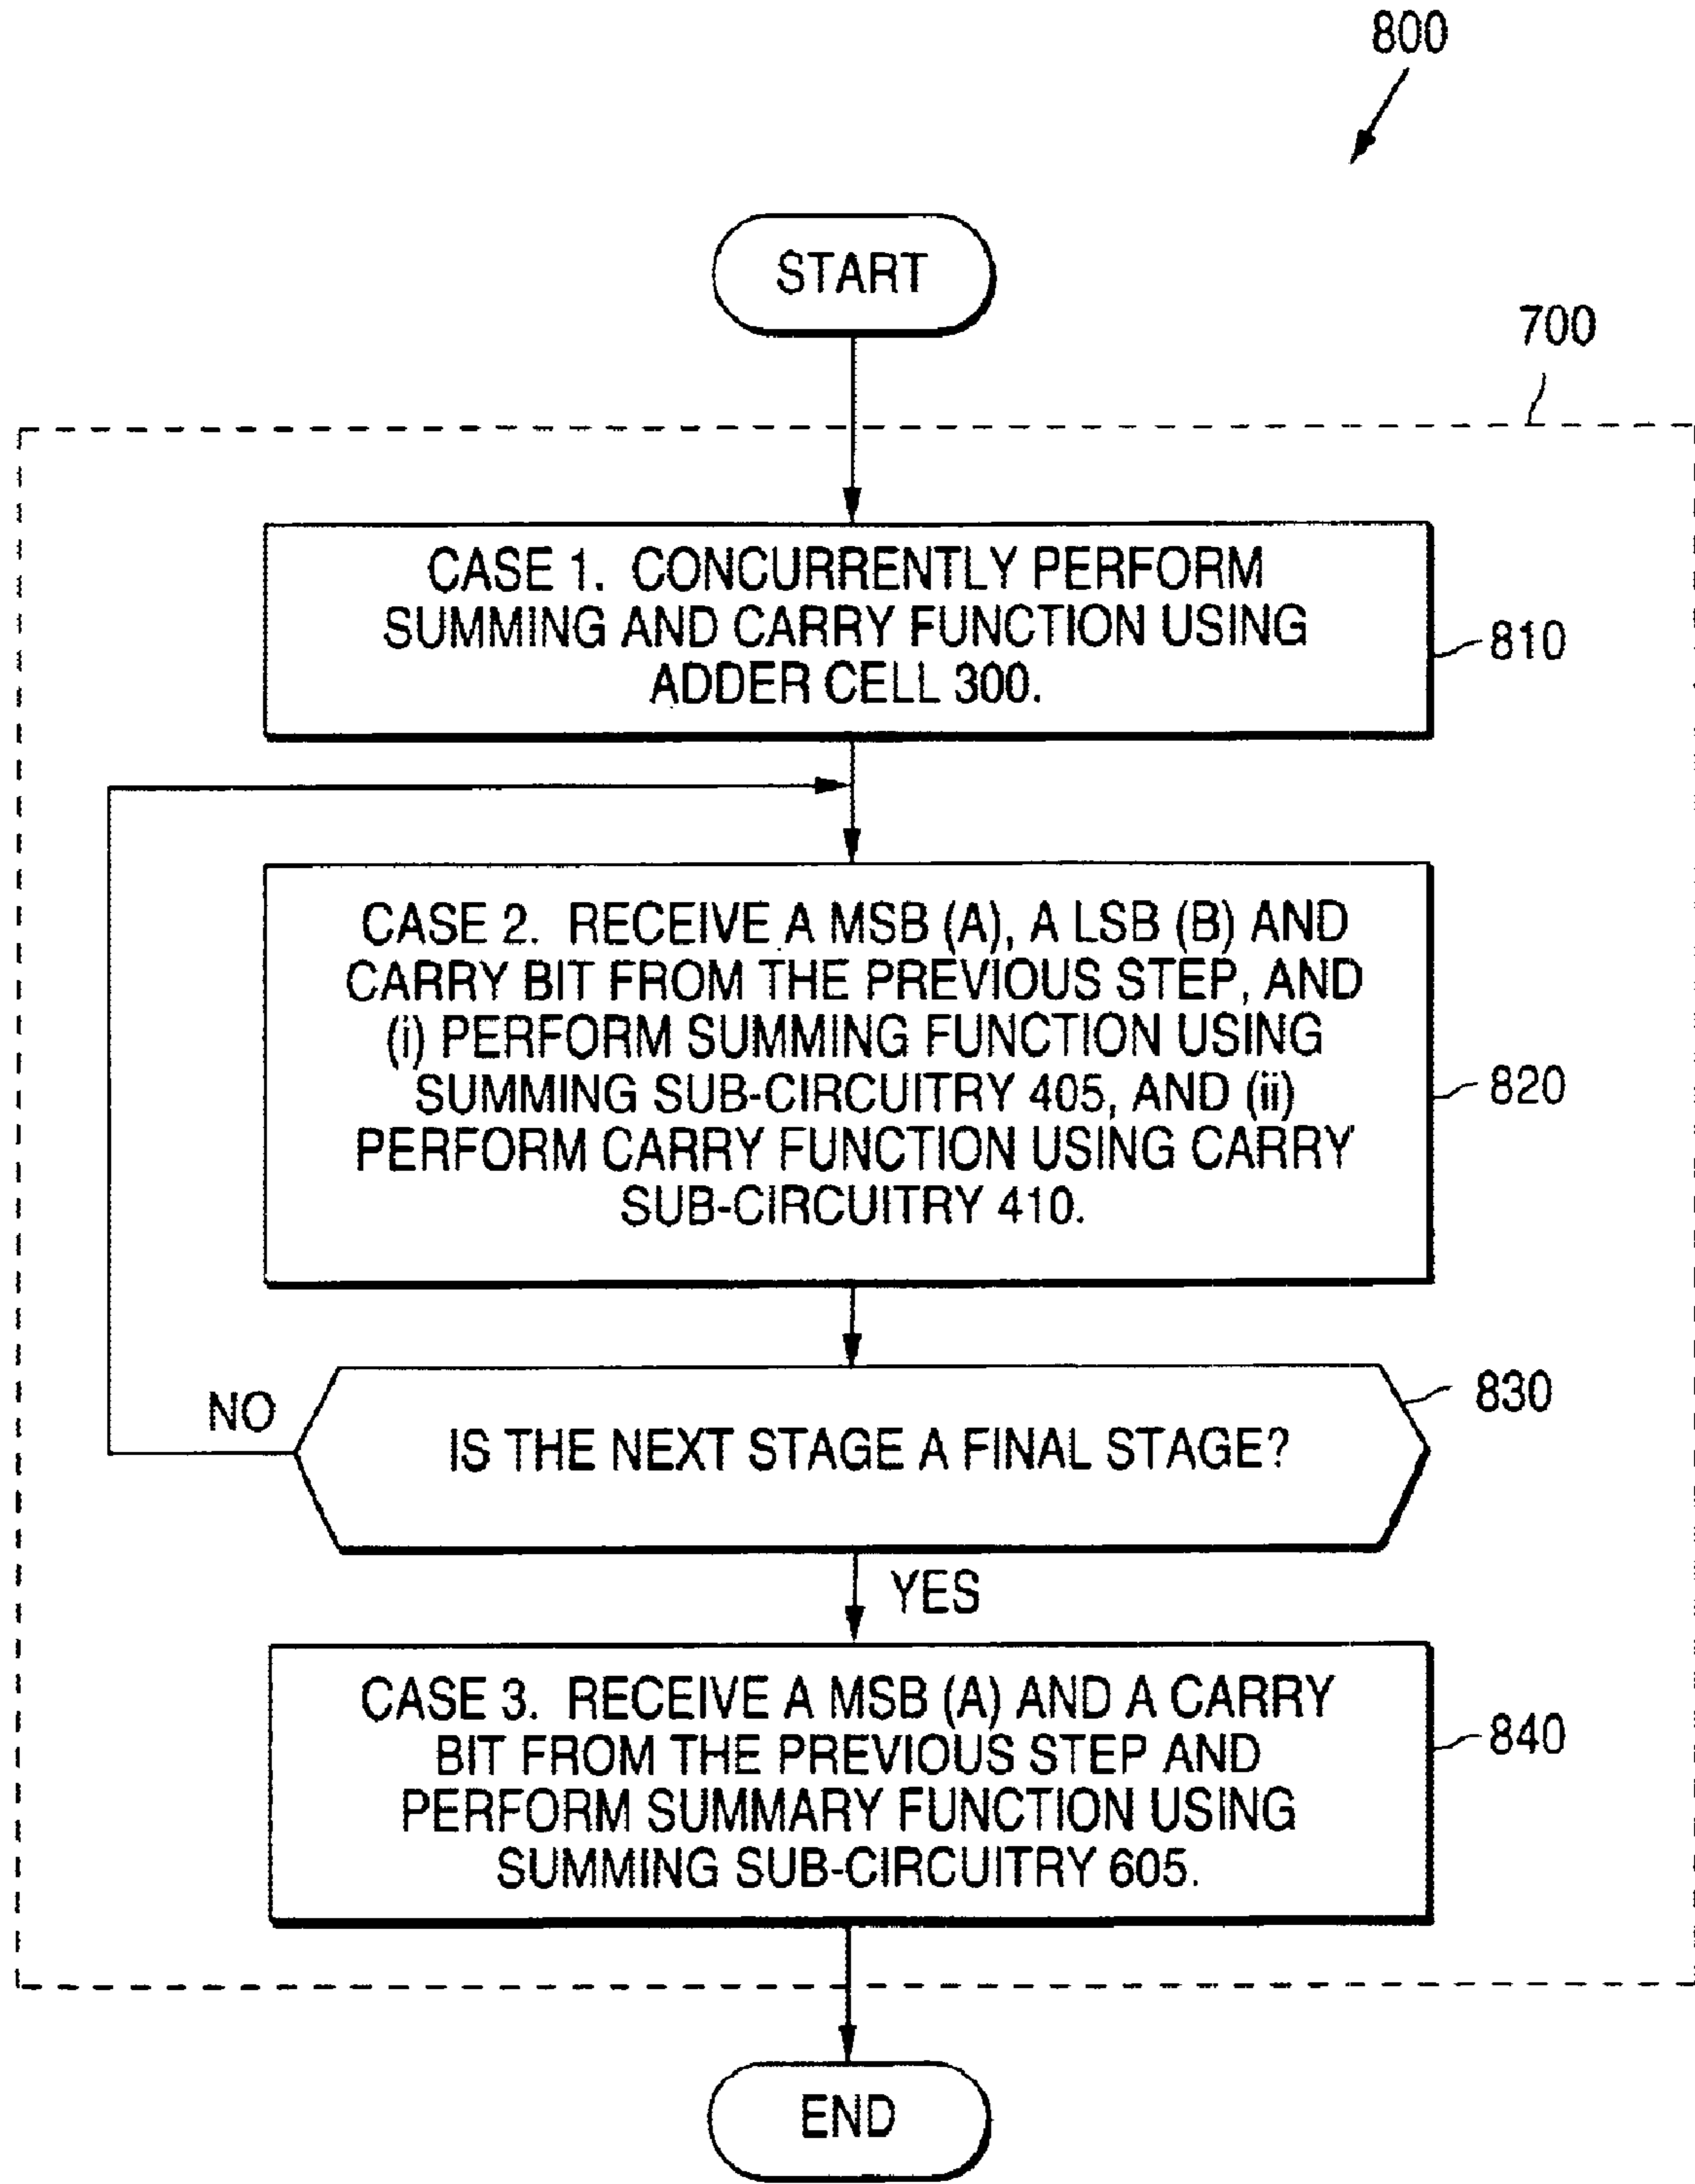 800
START
700
CASE 1. CONCURRENTLY PERFORM
SUMMING AND CARRY FUNCTION USING
ADDER CELL 300.
810
CASE 2. RECEIVE A MSB (A), A LSB (B) AND
CARRY BIT FROM THE PREVIOUS STEP, AND
(i) PERFORM SUMMING FUNCTION USING
SUMMING SUB-CIRCUITRY 405, AND (ii)
PERFORM CARRY FUNCTION USING CARRY
SUB-CIRCUITRY 410.
820
NO
IS THE NEXT STAGE A FINAL STAGE?
830
YES
CASE 3. RECEIVE A MSB (A) AND A CARRY
BIT FROM THE PREVIOUS STEP AND
PERFORM SUMMARY FUNCTION USING
SUMMING SUB-CIRCUITRY 605.
840
END